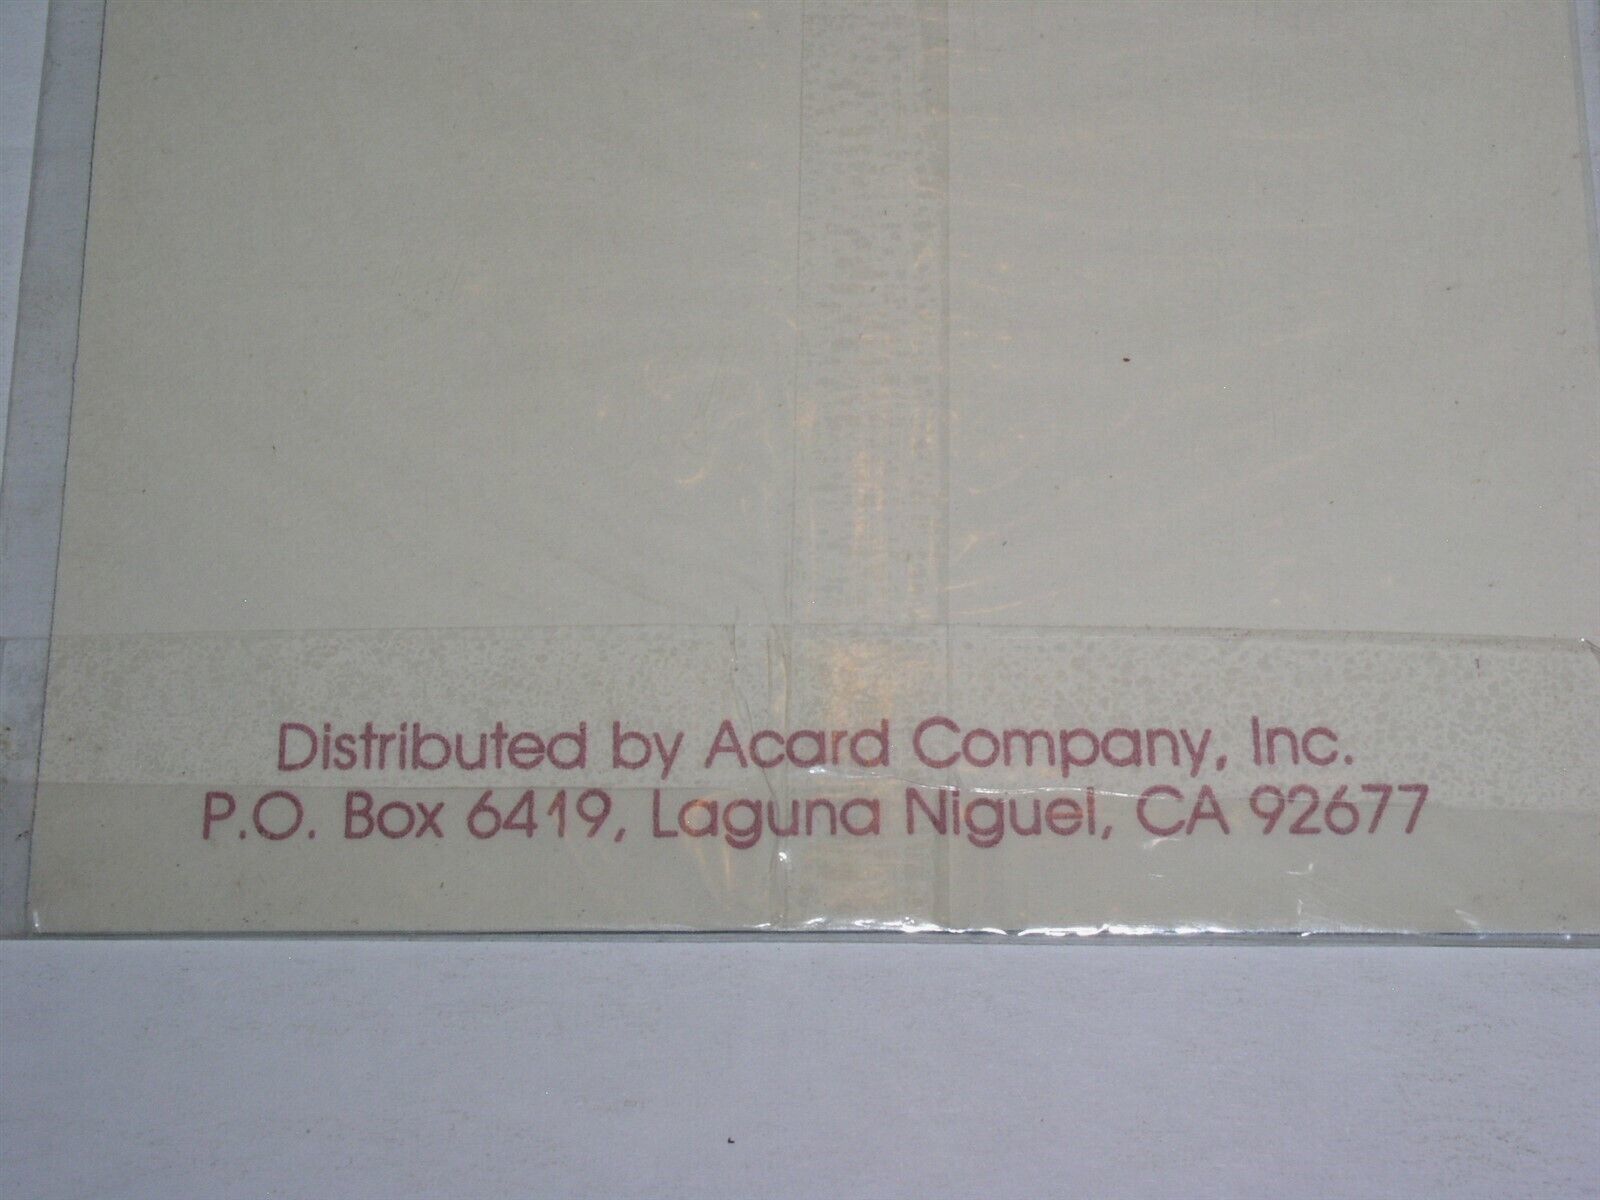 Distributed by Acard Company, Inc.
P.O. Box 6419, Laguna Niguel, CA 92677